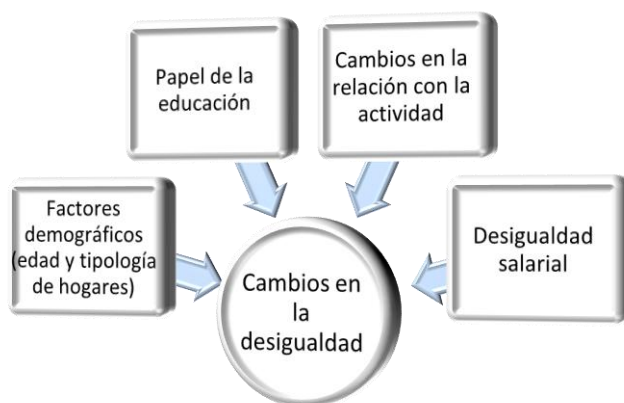 Papel de la
educación
Cambios en la
relación con la
actividad
Factores
demográficos
(edad y tipología
de hogares)
Desigualdad
salarial
Cambios en
la
desigualdad